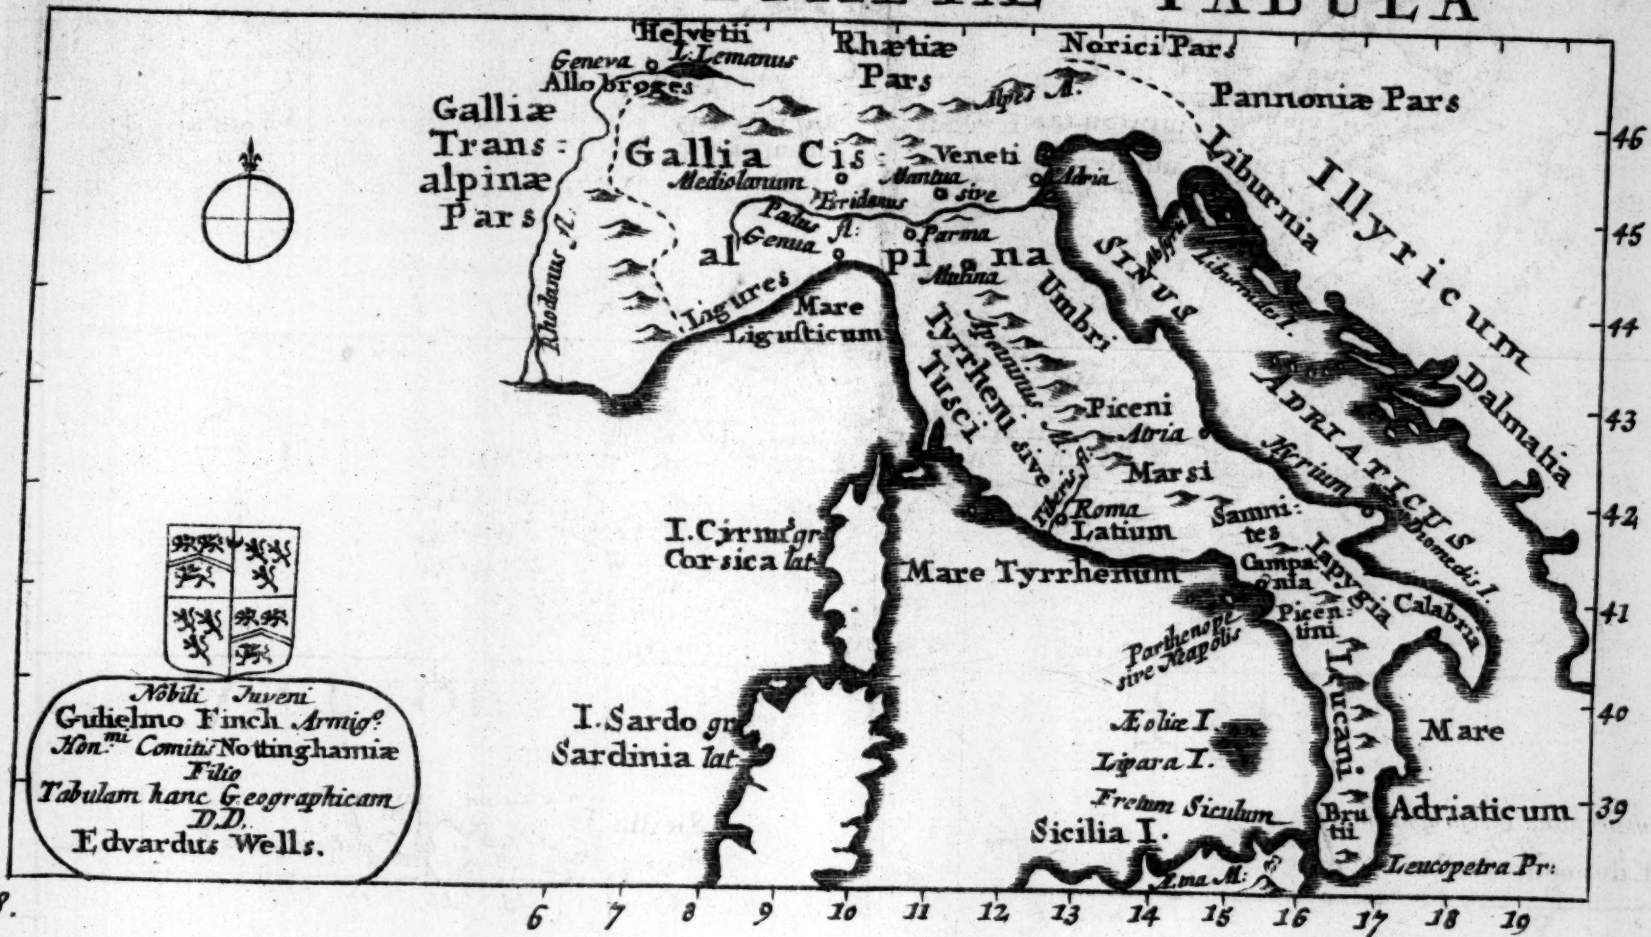 TABULA
Helvetii
L. Lemanus
Geneva
Allobroges
Rhætiæ
Pars
Norici Pars
Alpes M.
Pannoniæ Pars
Galliæ
Trans:
alpinæ
Pars
Gallia Cis:
al pi na
Veneti
Mediolanum
Mantua
Adria
Erridanus sive
Padus fl:
Genua
Parma
Mutina
Rhodanus fl.
Ligures
Mare
Ligusticum
Umbri
Tyrrheni sive
Tusci
Apenninus M.
SINUS
ADRIATICUS
Liburnia
Illyricum
Liburnides I.
Dalmatia
Piceni
Atria
Marsi
Tiberis fl.
Roma
Latium
Hyrium
Diomedis I.
Samni:
tes
Iapygia
Campa
nia
Calabria
Picen:
tini
Mare Tyrrhenum
I. Cyrnus gr
Corsica lat
Parthenope
sive Neapolis
Lucani
I. Sardo gr
Sardinia lat
Æoliæ I.
Lipara I.
Mare
Adriaticum
Fretum Siculum
Sicilia I.
Bru
tii
Leucopetra Pr:
Ætna M:
Nobili Juveni
Gulielmo Finch Armigo.
Hon.mi Comitis Nottinghamiæ
Filio
Tabulam hanc Geographicam
D.D.
Edvardus Wells.
46
45
44
43
42
41
40
39
6 7 8 9 10 11 12 13 14 15 16 17 18 19